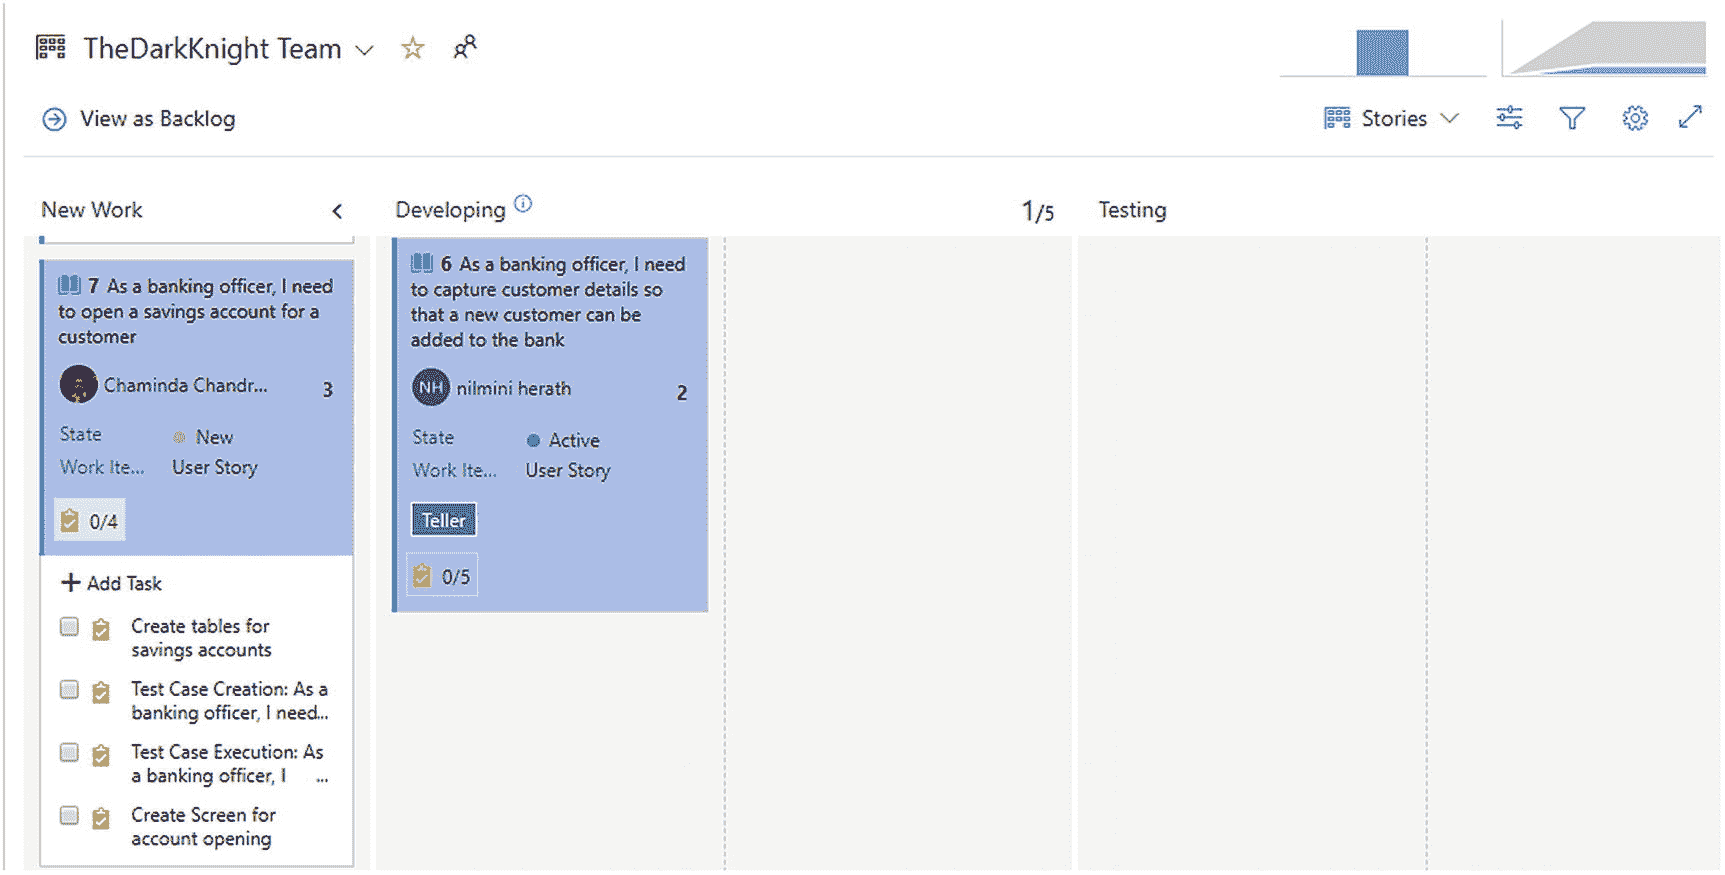 TheDarkKnight Team
View as Backlog
Stories
New Work
Developing
1/5
Testing
7 As a banking officer, I need
to open a savings account for a
customer
Chaminda Chandr...
3
State
New
Work Ite...
User Story
0/4
Add Task
Create tables for
savings accounts
Test Case Creation: As a
banking officer, I need...
Test Case Execution: As
a banking officer, I ...
Create Screen for
account opening
6 As a banking officer, I need
to capture customer details so
that a new customer can be
added to the bank
NH
nilmini herath
2
State
Active
Work Ite...
User Story
Teller
0/5